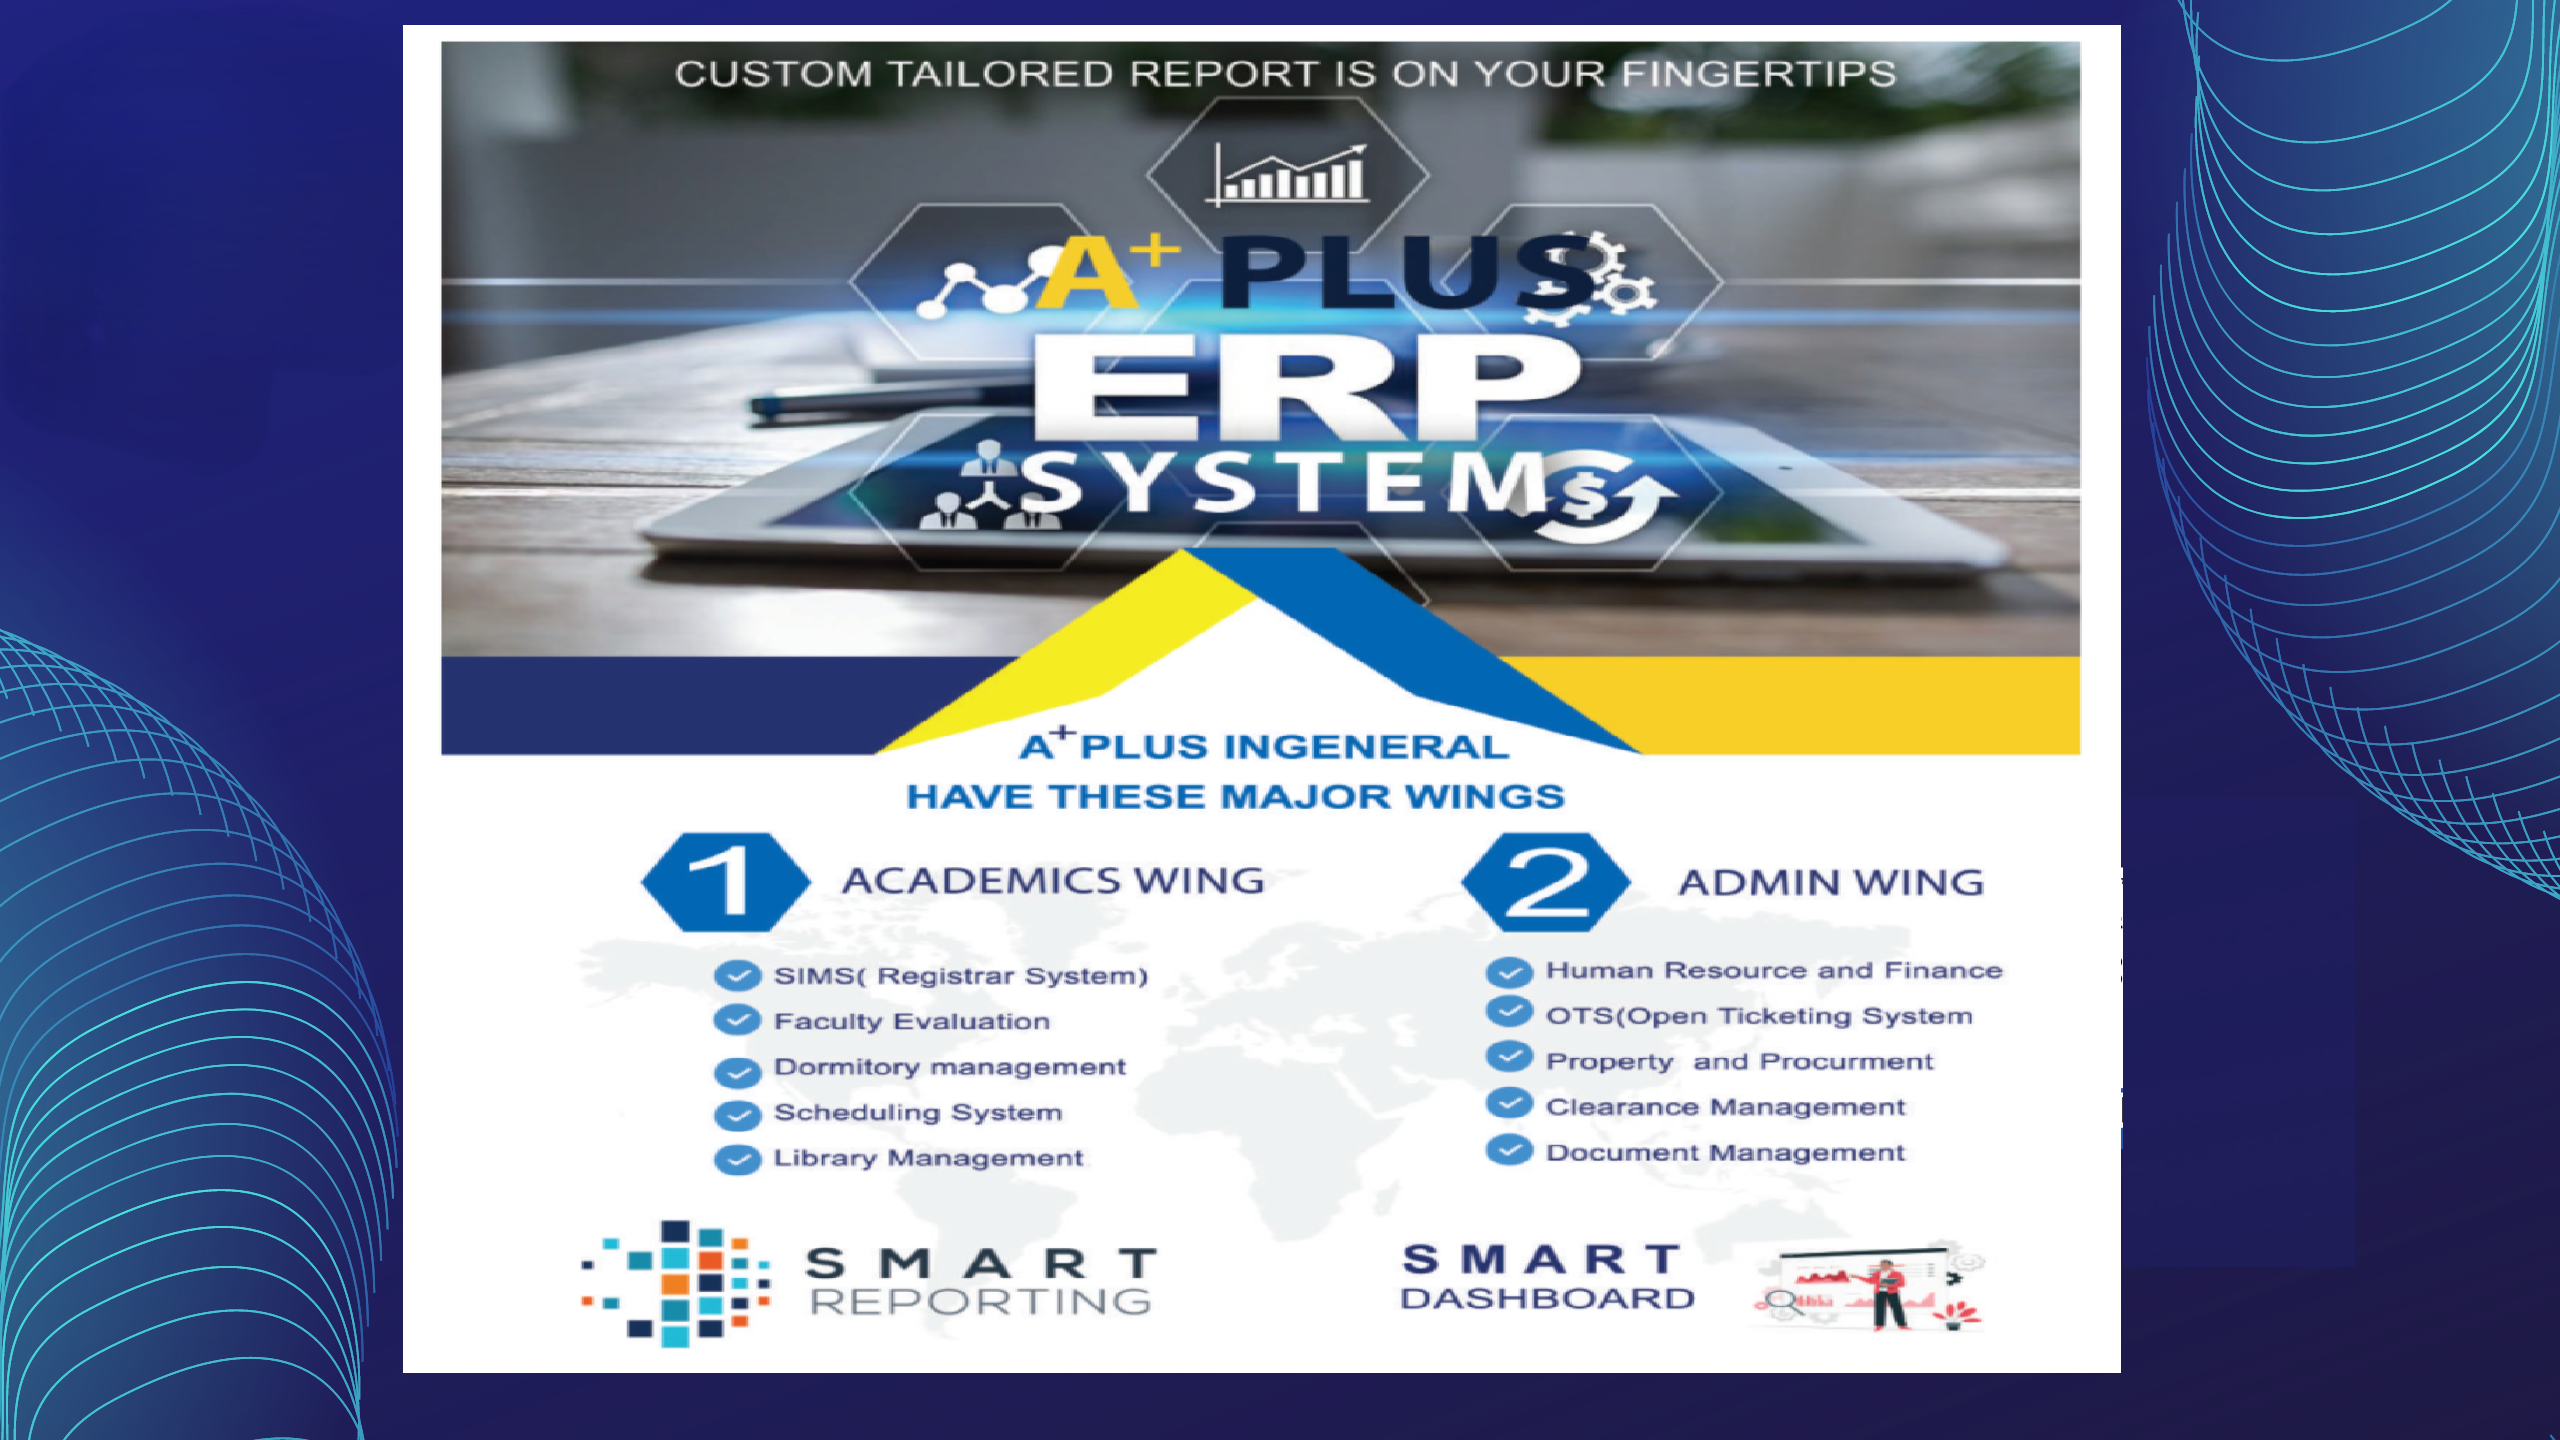 CUSTOM TAILORED REPORT IS ON YOUR FINGERTIPS
A+ PLUS
ERP
SYSTEM
A+PLUS INGENERAL
HAVE THESE MAJOR WINGS
1 ACADEMICS WING
SIMS( Registrar System)
Faculty Evaluation
Dormitory management
Scheduling System
Library Management
2 ADMIN WING
Human Resource and Finance
OTS(Open Ticketing System
Property and Procurment
Clearance Management
Document Management
SMART
REPORTING
SMART
DASHBOARD